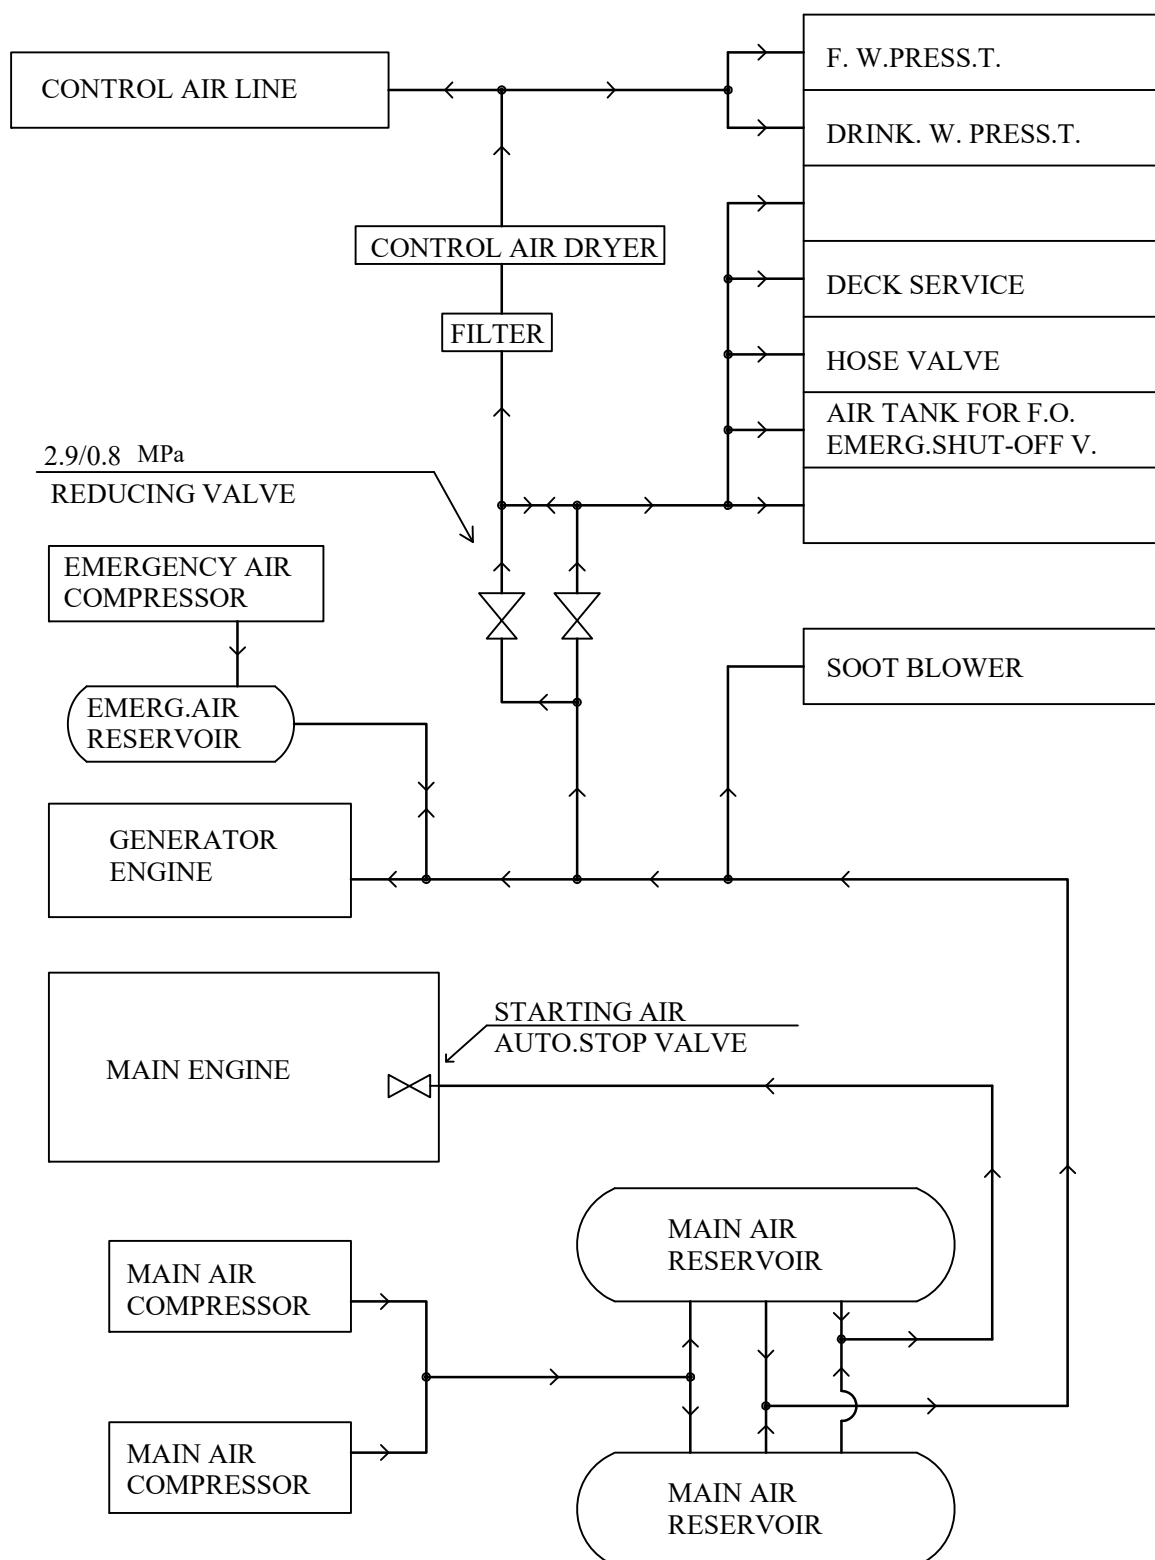 F. W.PRESS.T.
CONTROL AIR LINE
DRINK. W. PRESS.T.
CONTROL AIR DRYER
DECK SERVICE
FILTER
HOSE VALVE
AIR TANK FOR F.O.
EMERG.SHUT-OFF V.
2.9/0.8 MPa
REDUCING VALVE
EMERGENCY AIR
COMPRESSOR
SOOT BLOWER
EMERG.AIR
RESERVOIR
GENERATOR
ENGINE
STARTING AIR
AUTO.STOP VALVE
MAIN ENGINE
MAIN AIR
RESERVOIR
MAIN AIR
COMPRESSOR
MAIN AIR
COMPRESSOR
MAIN AIR
RESERVOIR